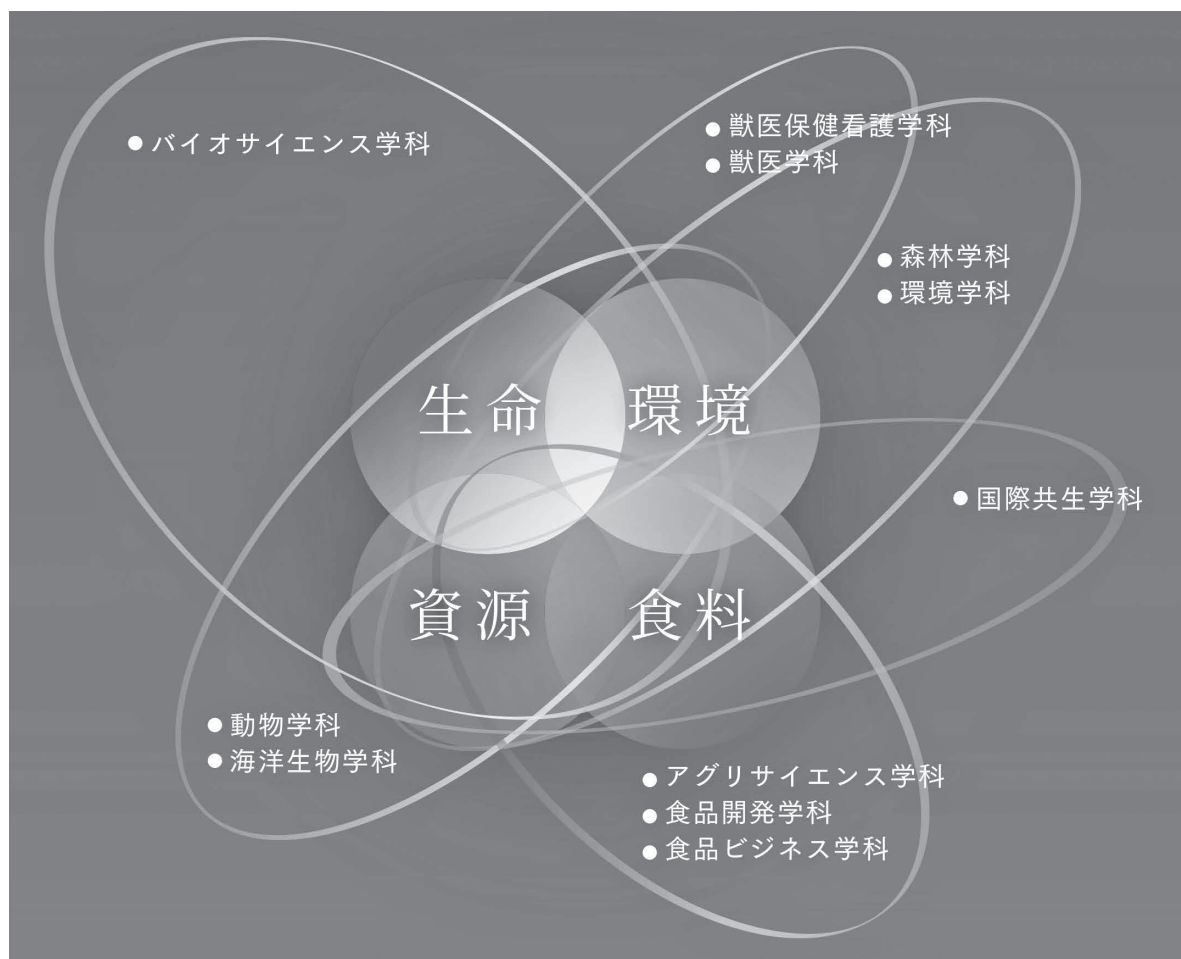 ● バイオサイエンス学科
● 獣医保健看護学科
● 獣医学科
● 森林学科
● 環境学科
生命
環境
● 国際共生学科
資源
食料
● 動物学科
● 海洋生物学科
● アグリサイエンス学科
● 食品開発学科
● 食品ビジネス学科